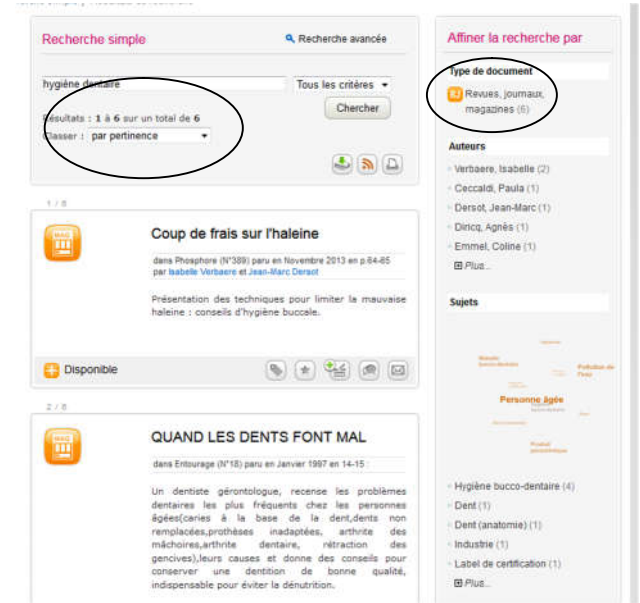 Recherche simple
Recherche avancée
hygiène dentaire
Tous les critères
Résultats : 1 à 6 sur un total de 6
Chercher
Classer : par pertinence
1 / 6
MAG
Coup de frais sur l'haleine
dans Phosphore (N°389) paru en Novembre 2013 en p.64-65
par Isabelle Verbaere et Jean-Marc Dersot
Présentation des techniques pour limiter la mauvaise
haleine : conseils d'hygiène buccale.
Disponible
2 / 6
MAG
QUAND LES DENTS FONT MAL
dans Entourage (N°18) paru en Janvier 1997 en 14-15 :
Un dentiste gérontologue, recense les problèmes
dentaires les plus fréquents chez les personnes
âgées(caries à la base de la dent,dents non
remplacées,prothèses inadaptées, arthrite des
mâchoires,arthrite dentaire, rétraction des
gencives),leurs causes et donne des conseils pour
conserver une dentition de bonne qualité,
indispensable pour éviter la dénutrition.
Affiner la recherche par
Type de document
Revues, journaux,
magazines (6)
Auteurs
Verbaere, Isabelle (2)
Ceccaldi, Paula (1)
Dersot, Jean-Marc (1)
Diricq, Agnès (1)
Emmel, Coline (1)
Plus...
Sujets
Pollution de
l'eau
Personne âgée
Produit
Hygiène bucco-dentaire (4)
Dent (1)
Dent (anatomie) (1)
Industrie (1)
Label de certification (1)
Plus...